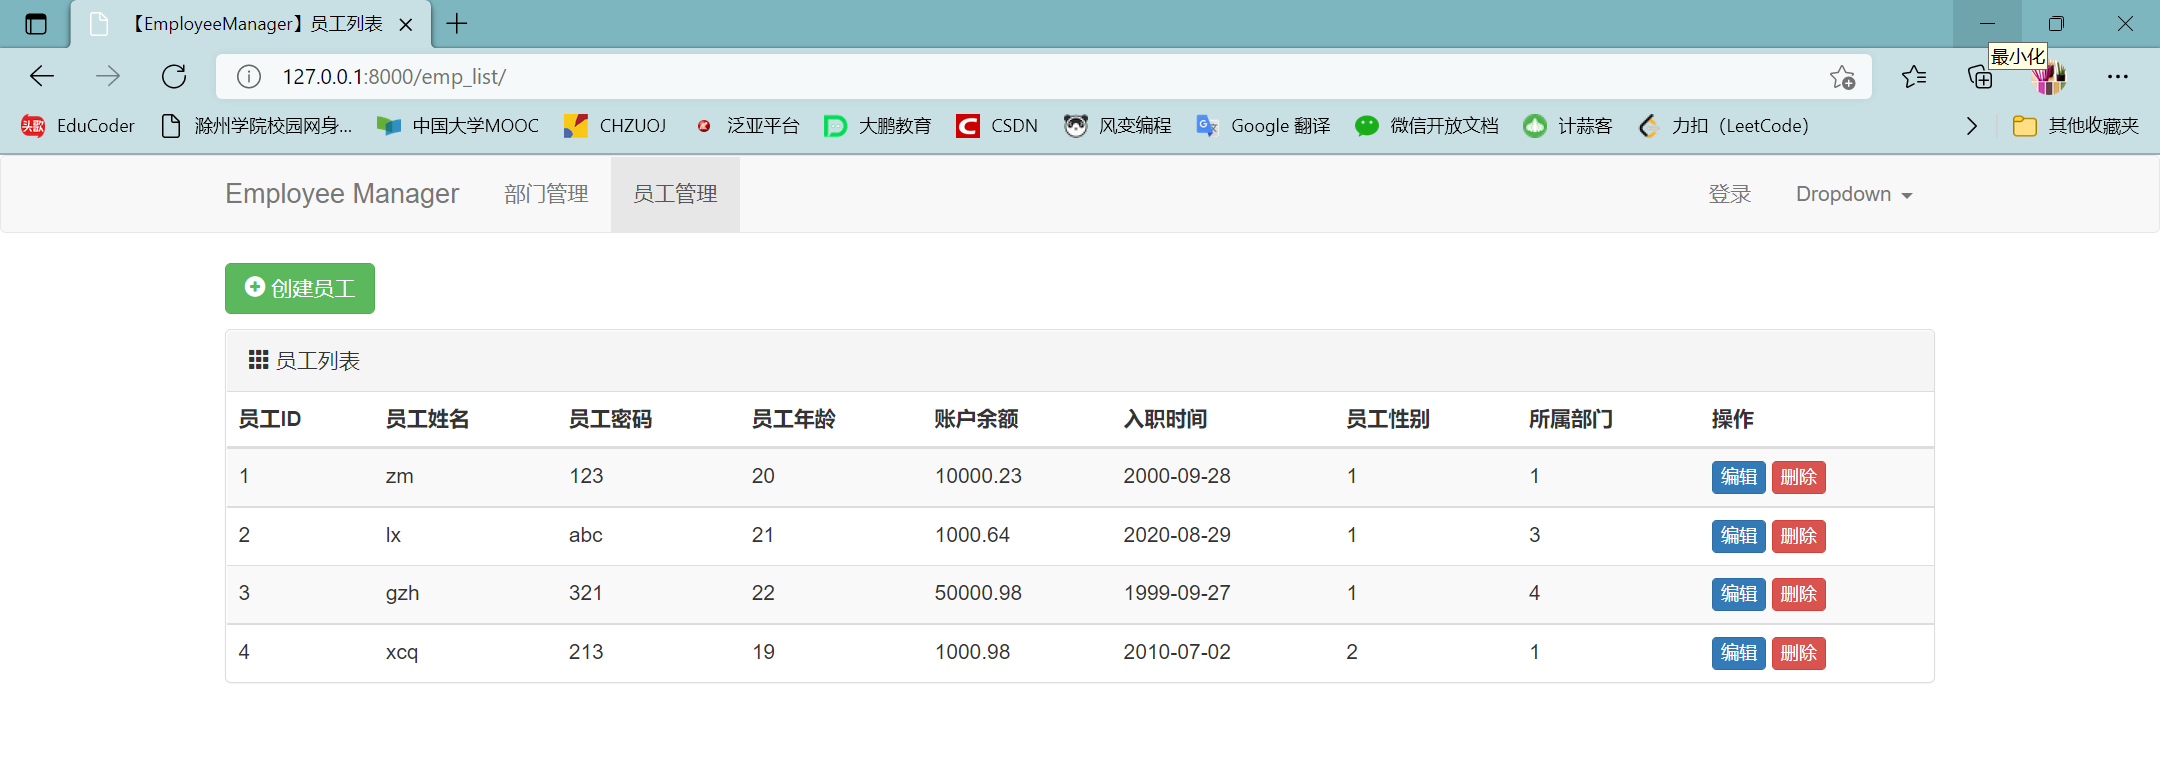 【EmployeeManager】员工列表
最小化
127.0.0.1:8000/emp_list/
头歌 EduCoder 滁州学院校园网身... 中国大学MOOC CHZUOJ 泛亚平台 大鹏教育 CSDN 风变编程 Google 翻译 微信开放文档 计蒜客 力扣（LeetCode） 其他收藏夹
Employee Manager 部门管理 员工管理 登录 Dropdown
创建员工
员工列表
员工ID 员工姓名 员工密码 员工年龄 账户余额 入职时间 员工性别 所属部门 操作
1 zm 123 20 10000.23 2000-09-28 1 1 编辑 删除
2 lx abc 21 1000.64 2020-08-29 1 3 编辑 删除
3 gzh 321 22 50000.98 1999-09-27 1 4 编辑 删除
4 xcq 213 19 1000.98 2010-07-02 2 1 编辑 删除